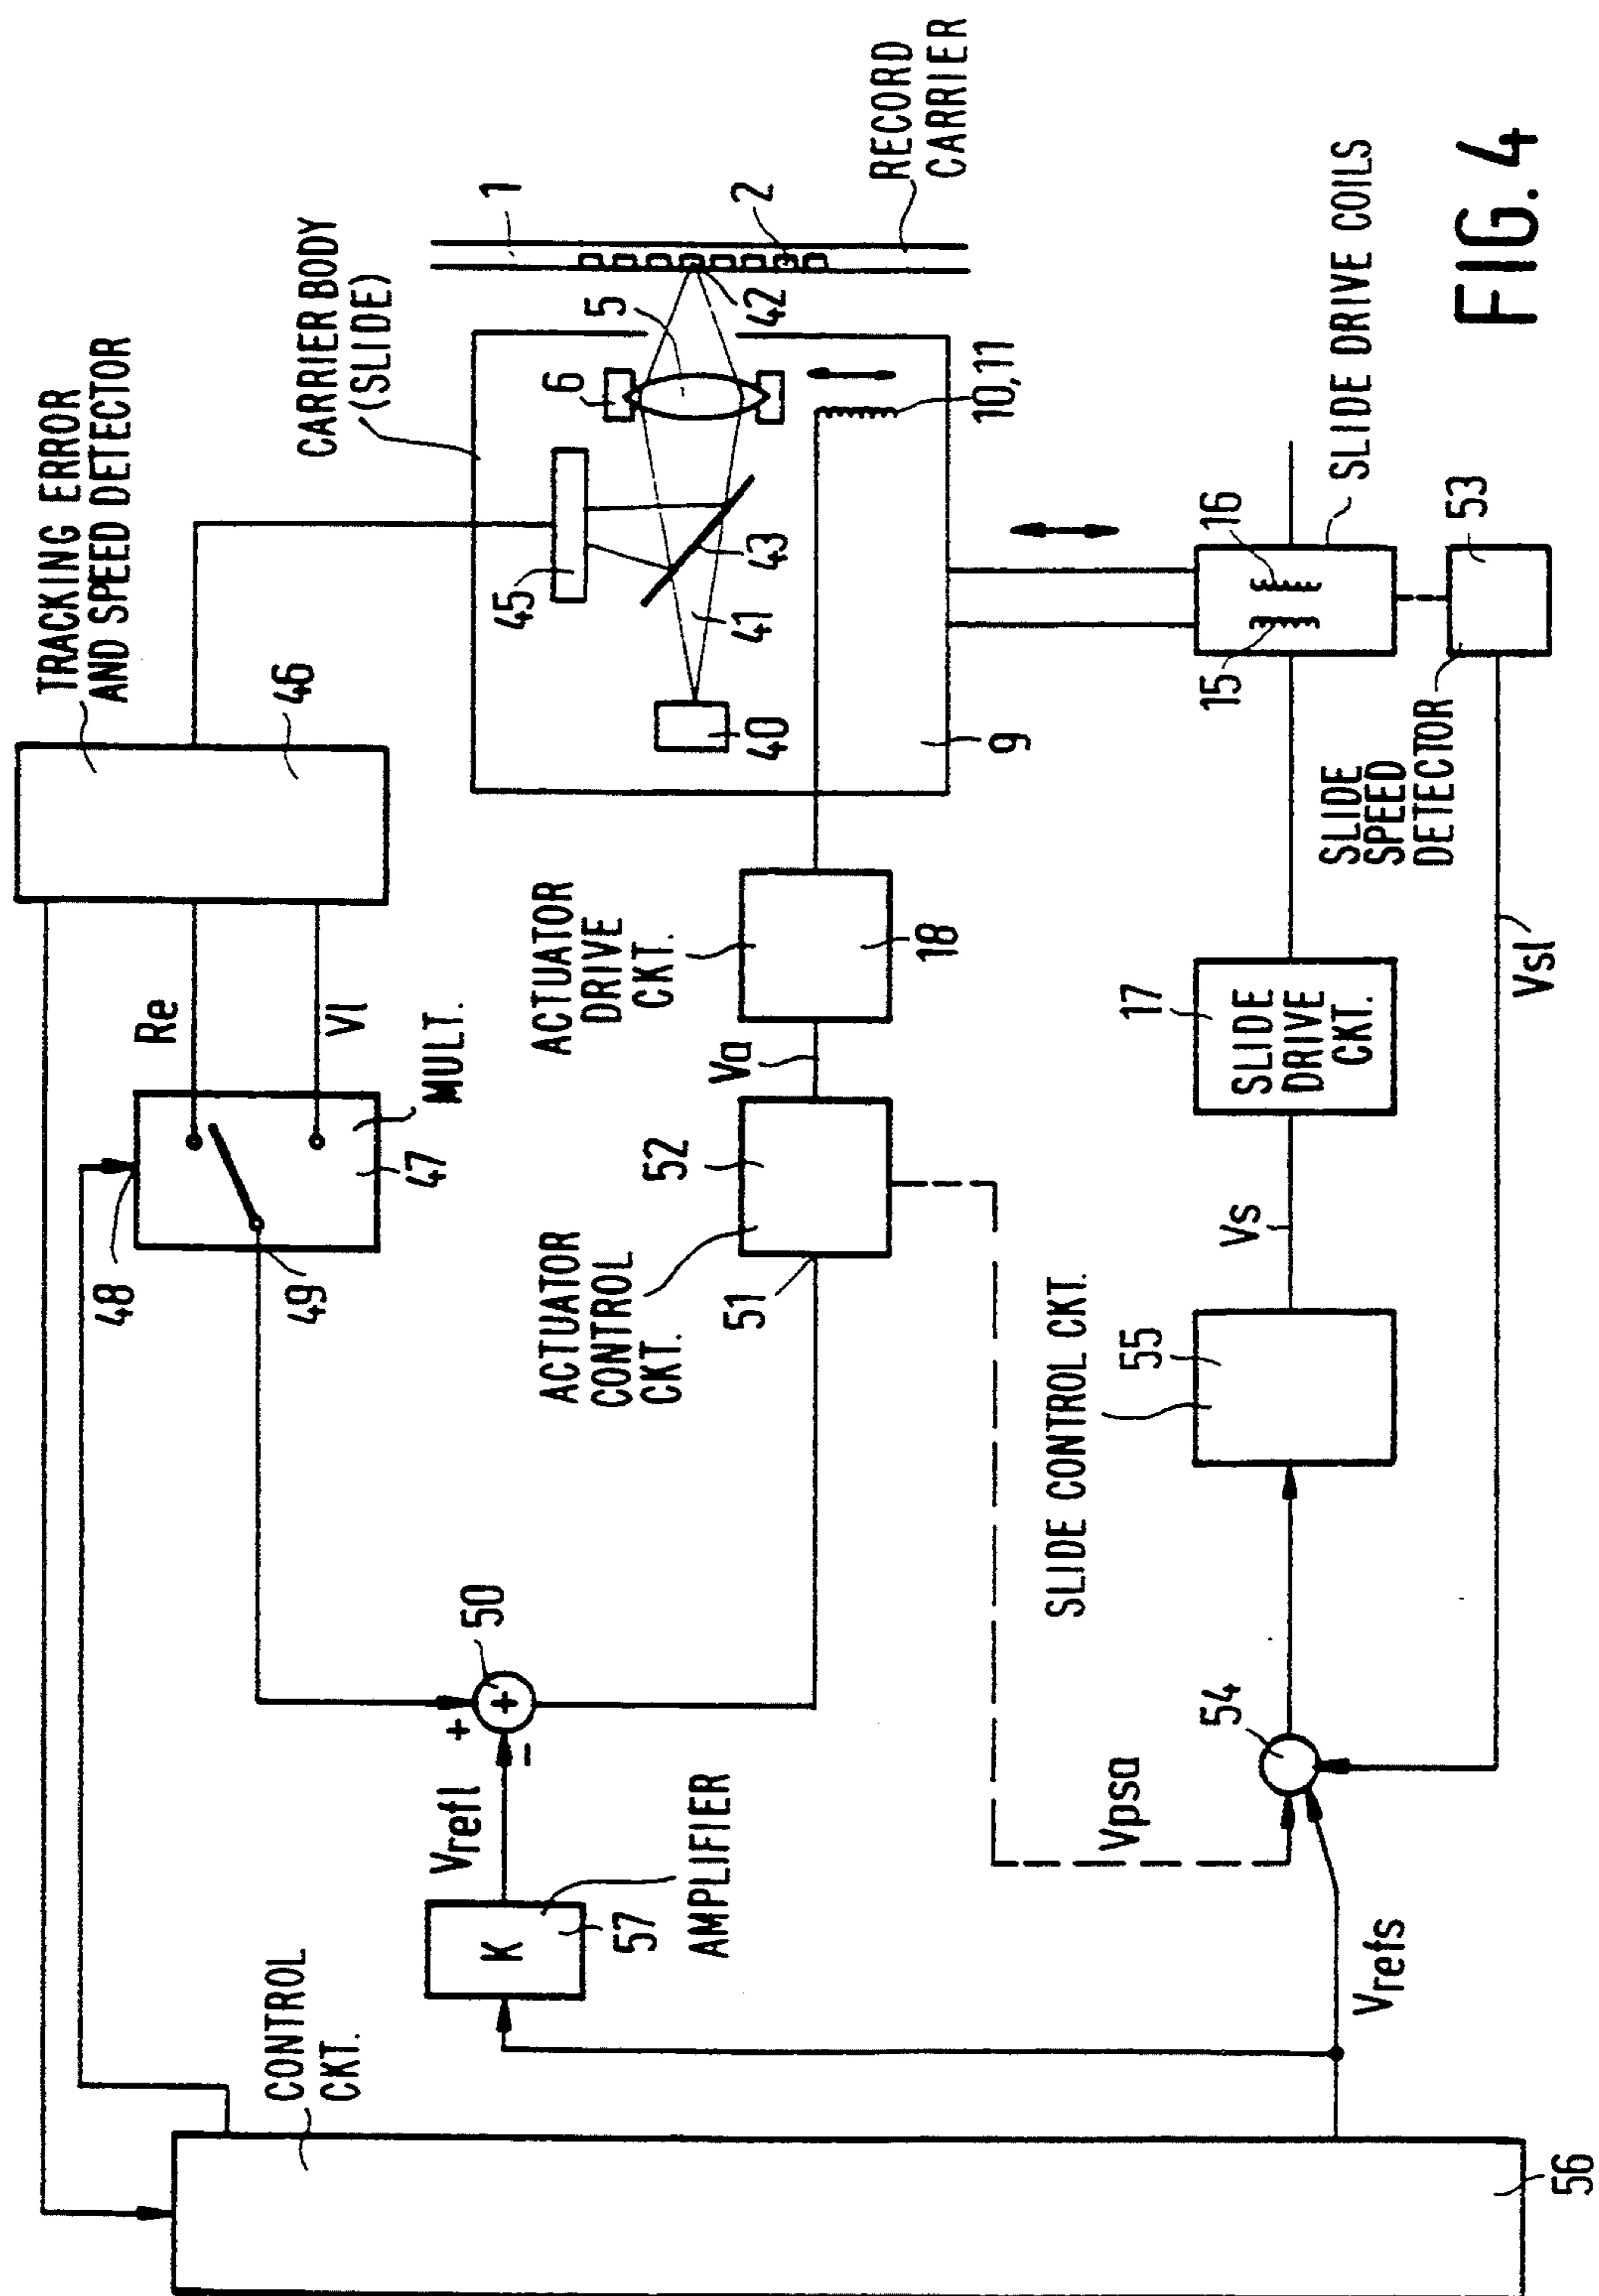 TRACKING ERROR
AND SPEED DETECTOR
46
CARRIER BODY
(SLIDE)
1
2
RECORD
CARRIER
5
6
42
45
43
41
40
9
10,11
Re
Vl
MULT.
47
48
49
ACTUATOR
DRIVE
CKT.
18
Va
52
51
ACTUATOR
CONTROL
CKT.
50
+
+
−
Vrefl
K
57
AMPLIFIER
CONTROL
CKT.
56
Vrefs
Vpsa
54
SLIDE CONTROL CKT.
55
Vs
17
SLIDE
DRIVE
CKT.
15
16
SLIDE DRIVE COILS
53
SLIDE
SPEED
DETECTOR
Vsl
FIG. 4